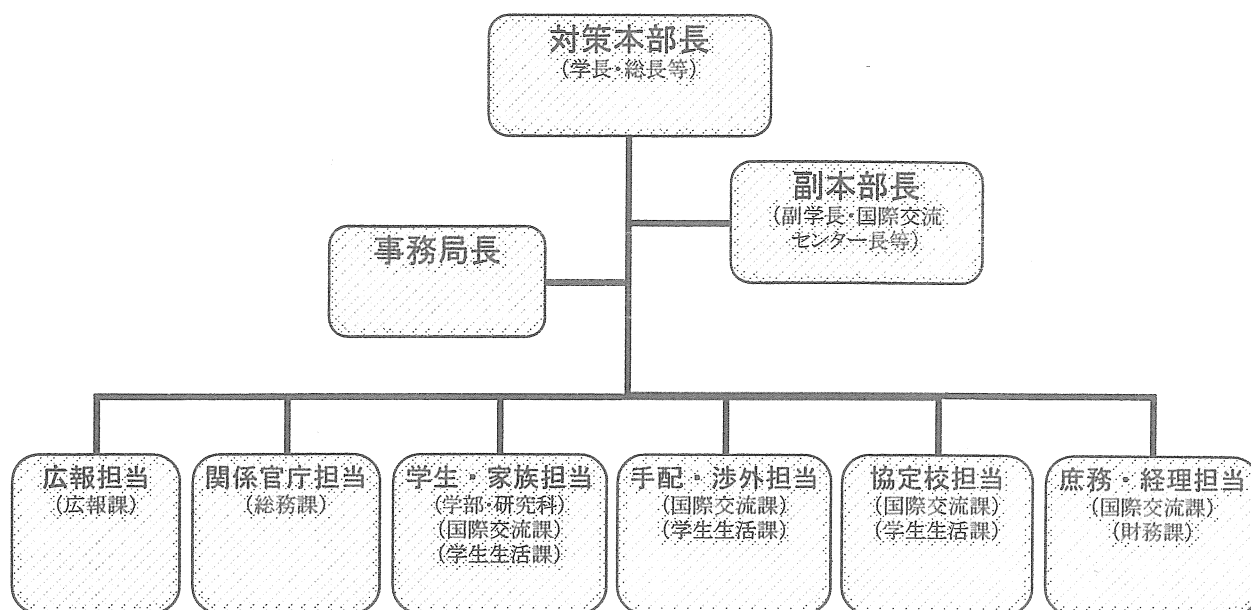 対策本部長
(学長・総長等)
副本部長
(副学長・国際交流
センター長等)
事務局長
広報担当
(広報課)
関係官庁担当
(総務課)
学生・家族担当
(学部・研究科)
(国際交流課)
(学生生活課)
手配・渉外担当
(国際交流課)
(学生生活課)
協定校担当
(国際交流課)
(学生生活課)
庶務・経理担当
(国際交流課)
(財務課)